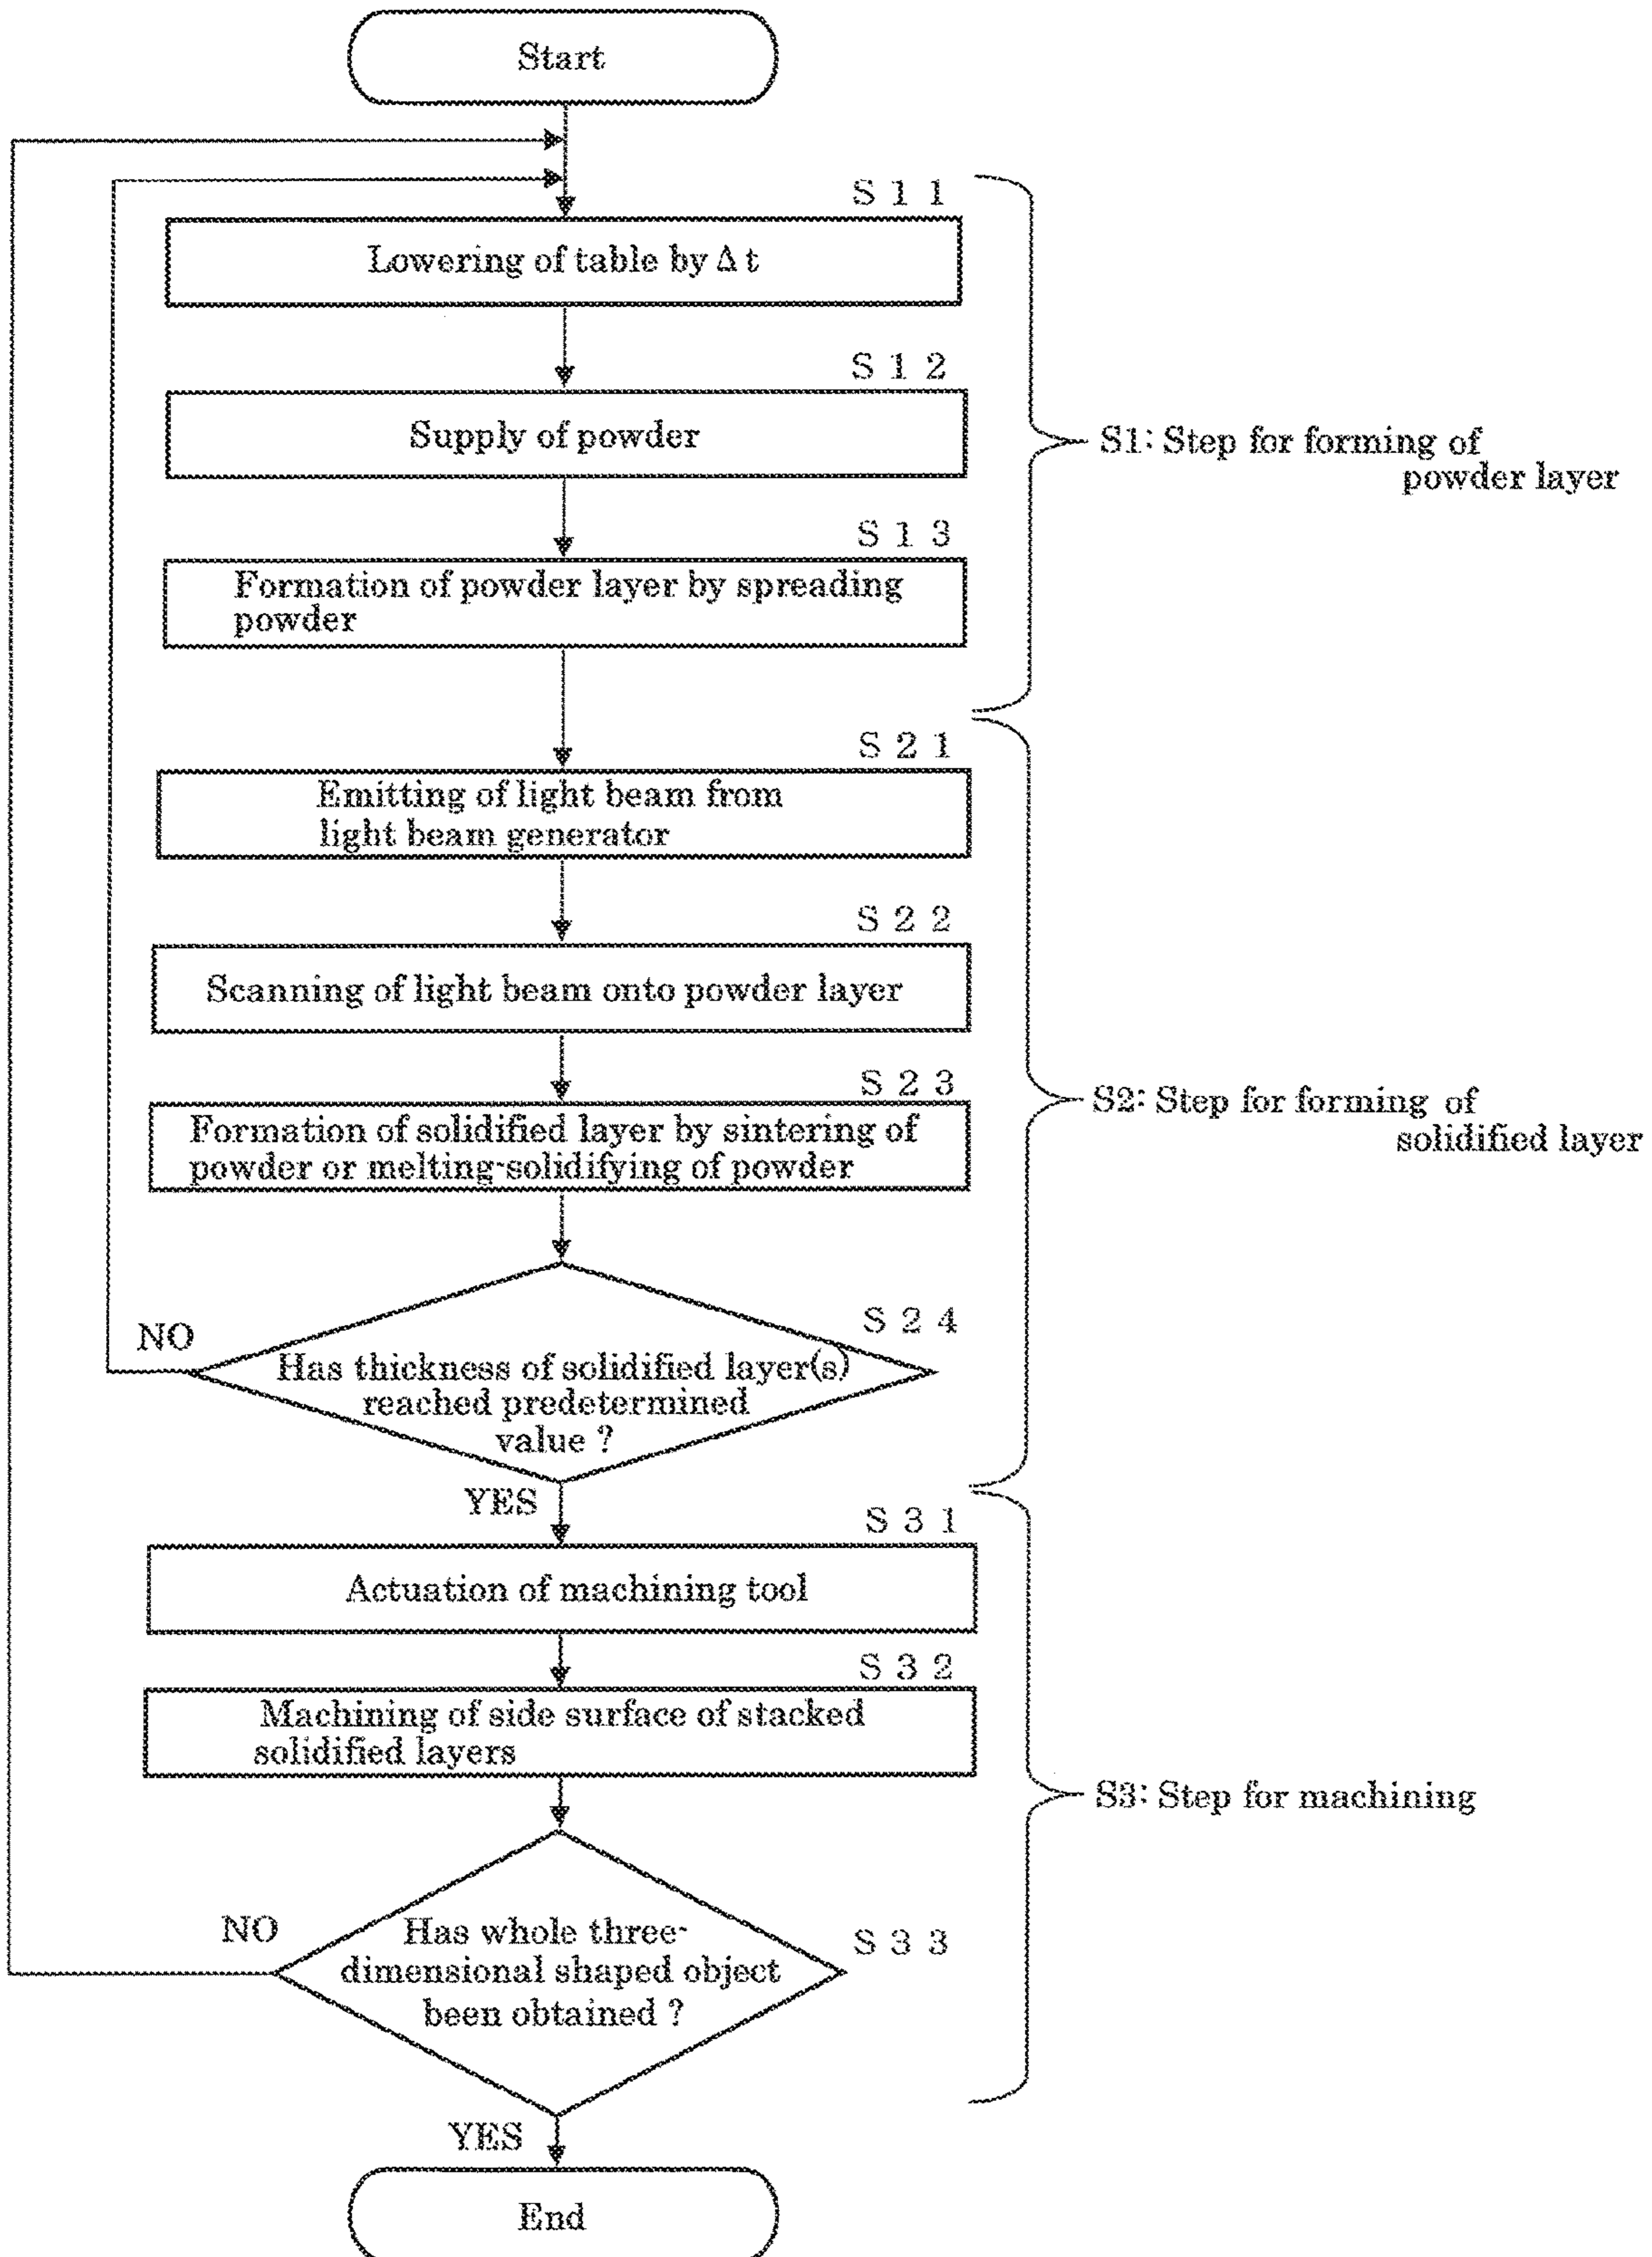 Start
S 1 1
Lowering of table by Δ t
S 1 2
Supply of powder
S1: Step for forming of
powder layer
S 1 3
Formation of powder layer by spreading
powder
S 2 1
Emitting of light beam from
light beam generator
S 2 2
Scanning of light beam onto powder layer
S 2 3
Formation of solidified layer by sintering of
powder or melting-solidifying of powder
S2: Step for forming of
solidified layer
S 2 4
NO
Has thickness of solidified layer(s)
reached predetermined
value ?
YES
S 3 1
Actuation of machining tool
S 3 2
Machining of side surface of stacked
solidified layers
S3: Step for machining
NO
S 3 3
Has whole three-
dimensional shaped object
been obtained ?
YES
End